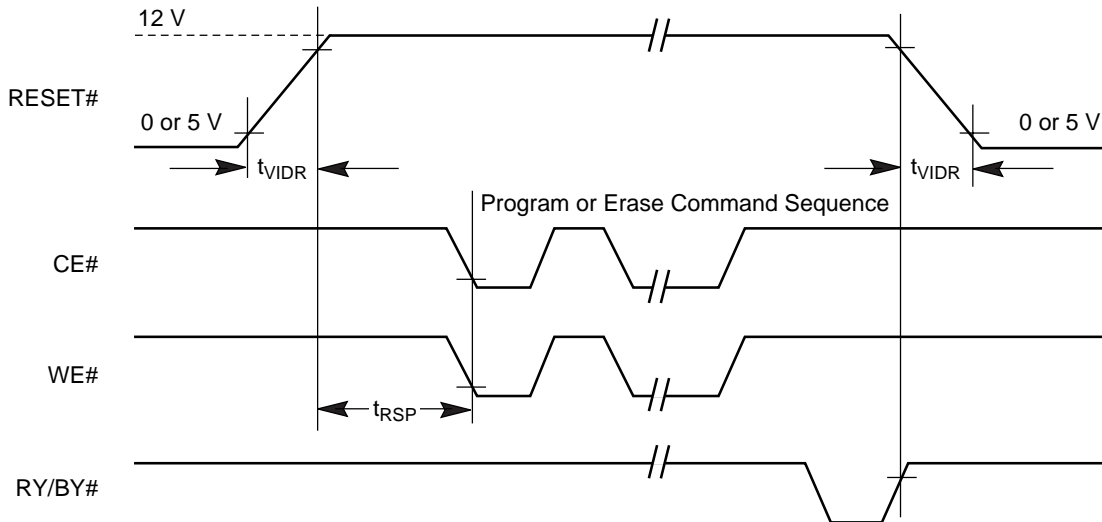 12 V
RESET#
0 or 5 V
0 or 5 V
tVIDR
tVIDR
Program or Erase Command Sequence
CE#
WE#
tRSP
RY/BY#